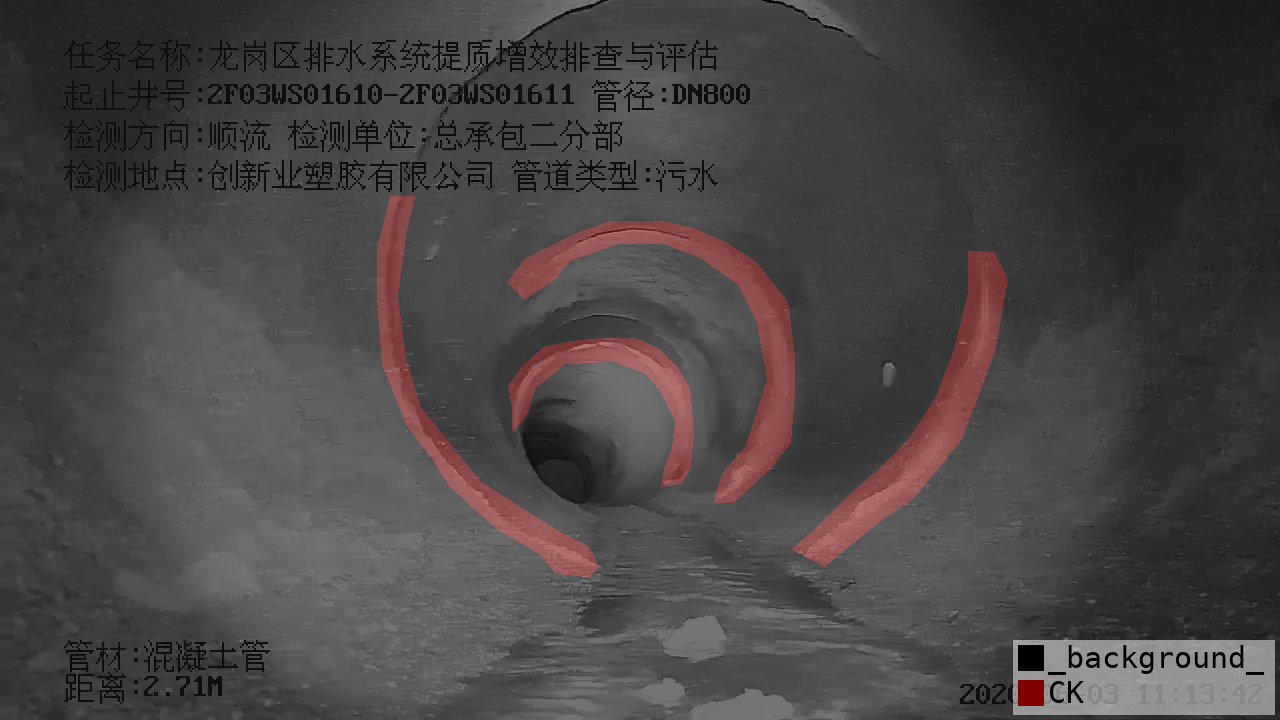 任务名称:龙岗区排水系统提质增效排查与评估
起止井号:2F03WS01610-2F03WS01611 管径:DN800
检测方向:顺流 检测单位:总承包二分部
检测地点:创新业塑胶有限公司 管道类型:污水
管材:混凝土管
距离:2.71M
_background_
CK
11:13:42